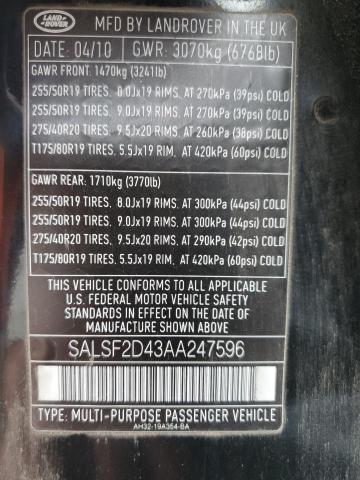 LAND ROVER
MFD BY LANDROVER IN THE UK
DATE: 04/10 GWR: 3070kg (6768lb)
GAWR FRONT: 1470kg (3241lb)
255/50R19 TIRES. 8.0Jx19 RIMS. AT 270kPa (39psi) COLD
255/50R19 TIRES. 9.0Jx19 RIMS. AT 270kPa (39psi) COLD
275/40R20 TIRES. 9.5Jx20 RIMS. AT 260kPa (38psi) COLD
T175/80R19 TIRES. 5.5Jx19 RIM. AT 420kPa (60psi) COLD
GAWR REAR: 1710kg (3770lb)
255/50R19 TIRES. 8.0Jx19 RIMS. AT 300kPa (44psi) COLD
255/50R19 TIRES. 9.0Jx19 RIMS. AT 300kPa (44psi) COLD
275/40R20 TIRES. 9.5Jx20 RIMS. AT 290kPa (42psi) COLD
T175/80R19 TIRES. 5.5Jx19 RIM. AT 420kPa (60psi) COLD
THIS VEHICLE CONFORMS TO ALL APPLICABLE
U.S. FEDERAL MOTOR VEHICLE SAFETY
STANDARDS IN EFFECT ON THE DATE OF
MANUFACTURE SHOWN ABOVE.
SALSF2D43AA247596
TYPE: MULTI-PURPOSE PASSENGER VEHICLE
AH32-19A354-BA